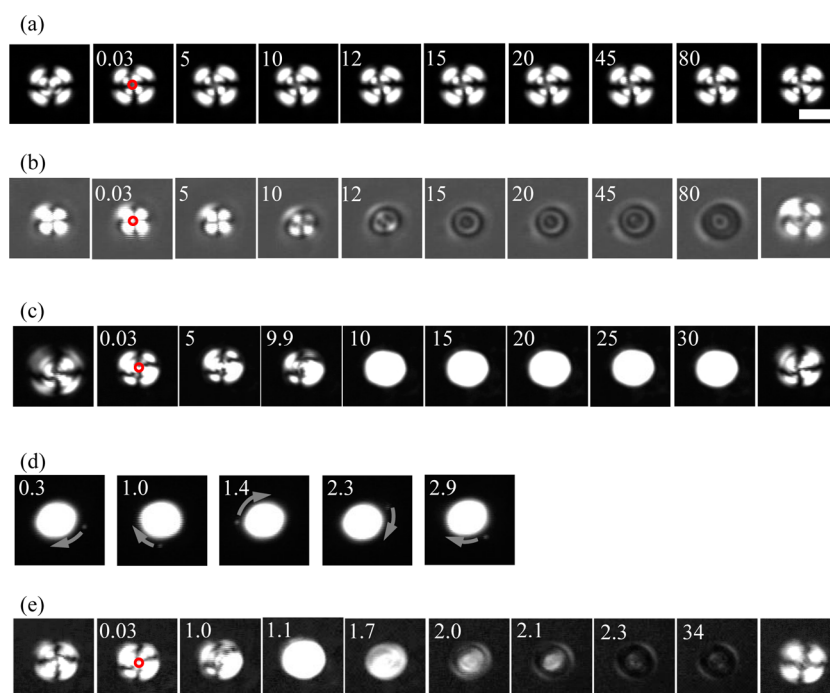 (a)
0.03 5 10 12 15 20 45 80
(b)
0.03 5 10 12 15 20 45 80
(c)
0.03 5 9.9 10 15 20 25 30
(d)
0.3 1.0 1.4 2.3 2.9
(e)
0.03 1.0 1.1 1.7 2.0 2.1 2.3 34